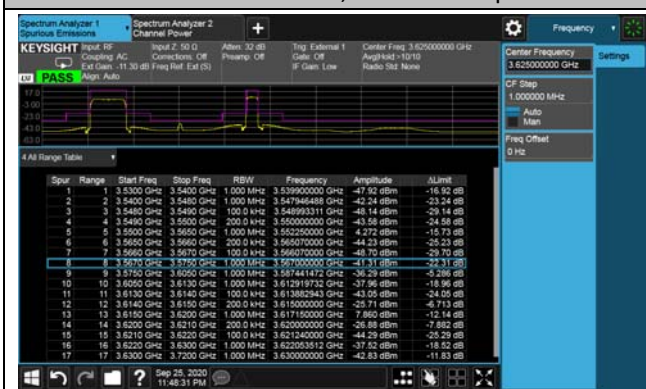 Spectrum Analyzer 1
Spurious Emissions
Spectrum Analyzer 2
Channel Power
+
Frequency
KEYSIGHT
Input: RF
Coupling: AC
Ext Gain: -11.30 dB
Align: Auto
Input Z: 50 Ω
Corrections: Off
Freq Ref: Ext (S)
Atten: 32 dB
Preamp: Off
Trig: External 1
Gate: Off
IF Gain: Low
Center Freq: 3.625000000 GHz
Avg|Hold:>10/10
Radio Std: None
PASS
Center Frequency
3.625000000 GHz
Settings
CF Step
1.000000 MHz
Auto
Man
Freq Offset
0 Hz
17.0
-3.00
-23.0
-43.0
-63.0
4 All Range Table
Spur Range Start Freq Stop Freq RBW Frequency Amplitude ΔLimit
1 1 3.5300 GHz 3.5400 GHz 1.000 MHz 3.539900000 GHz -47.92 dBm -16.92 dB
2 2 3.5400 GHz 3.5480 GHz 1.000 MHz 3.547946488 GHz -42.24 dBm -23.24 dB
3 3 3.5480 GHz 3.5490 GHz 100.0 kHz 3.548993311 GHz -48.14 dBm -29.14 dB
4 4 3.5490 GHz 3.5500 GHz 200.0 kHz 3.550000000 GHz -43.58 dBm -24.58 dB
5 5 3.5500 GHz 3.5650 GHz 1.000 MHz 3.552250000 GHz 4.272 dBm -15.73 dB
6 6 3.5650 GHz 3.5660 GHz 200.0 kHz 3.565070000 GHz -44.23 dBm -25.23 dB
7 7 3.5660 GHz 3.5670 GHz 100.0 kHz 3.566070000 GHz -48.70 dBm -29.70 dB
8 8 3.5670 GHz 3.5750 GHz 1.000 MHz 3.567000000 GHz -41.31 dBm -22.31 dB
9 9 3.5750 GHz 3.6050 GHz 1.000 MHz 3.587441472 GHz -36.29 dBm -5.286 dB
10 10 3.6050 GHz 3.6130 GHz 1.000 MHz 3.612919732 GHz -37.96 dBm -18.96 dB
11 11 3.6130 GHz 3.6140 GHz 100.0 kHz 3.613882943 GHz -43.05 dBm -24.05 dB
12 12 3.6140 GHz 3.6150 GHz 200.0 kHz 3.615000000 GHz -25.71 dBm -6.713 dB
13 13 3.6150 GHz 3.6200 GHz 1.000 MHz 3.617150000 GHz 7.860 dBm -12.14 dB
14 14 3.6200 GHz 3.6210 GHz 200.0 kHz 3.620000000 GHz -26.88 dBm -7.882 dB
15 15 3.6210 GHz 3.6220 GHz 100.0 kHz 3.621240000 GHz -44.29 dBm -25.29 dB
16 16 3.6220 GHz 3.6300 GHz 1.000 MHz 3.622053512 GHz -37.52 dBm -18.52 dB
17 17 3.6300 GHz 3.7200 GHz 1.000 MHz 3.630000000 GHz -42.83 dBm -11.83 dB
Sep 25, 2020
11:48:31 PM